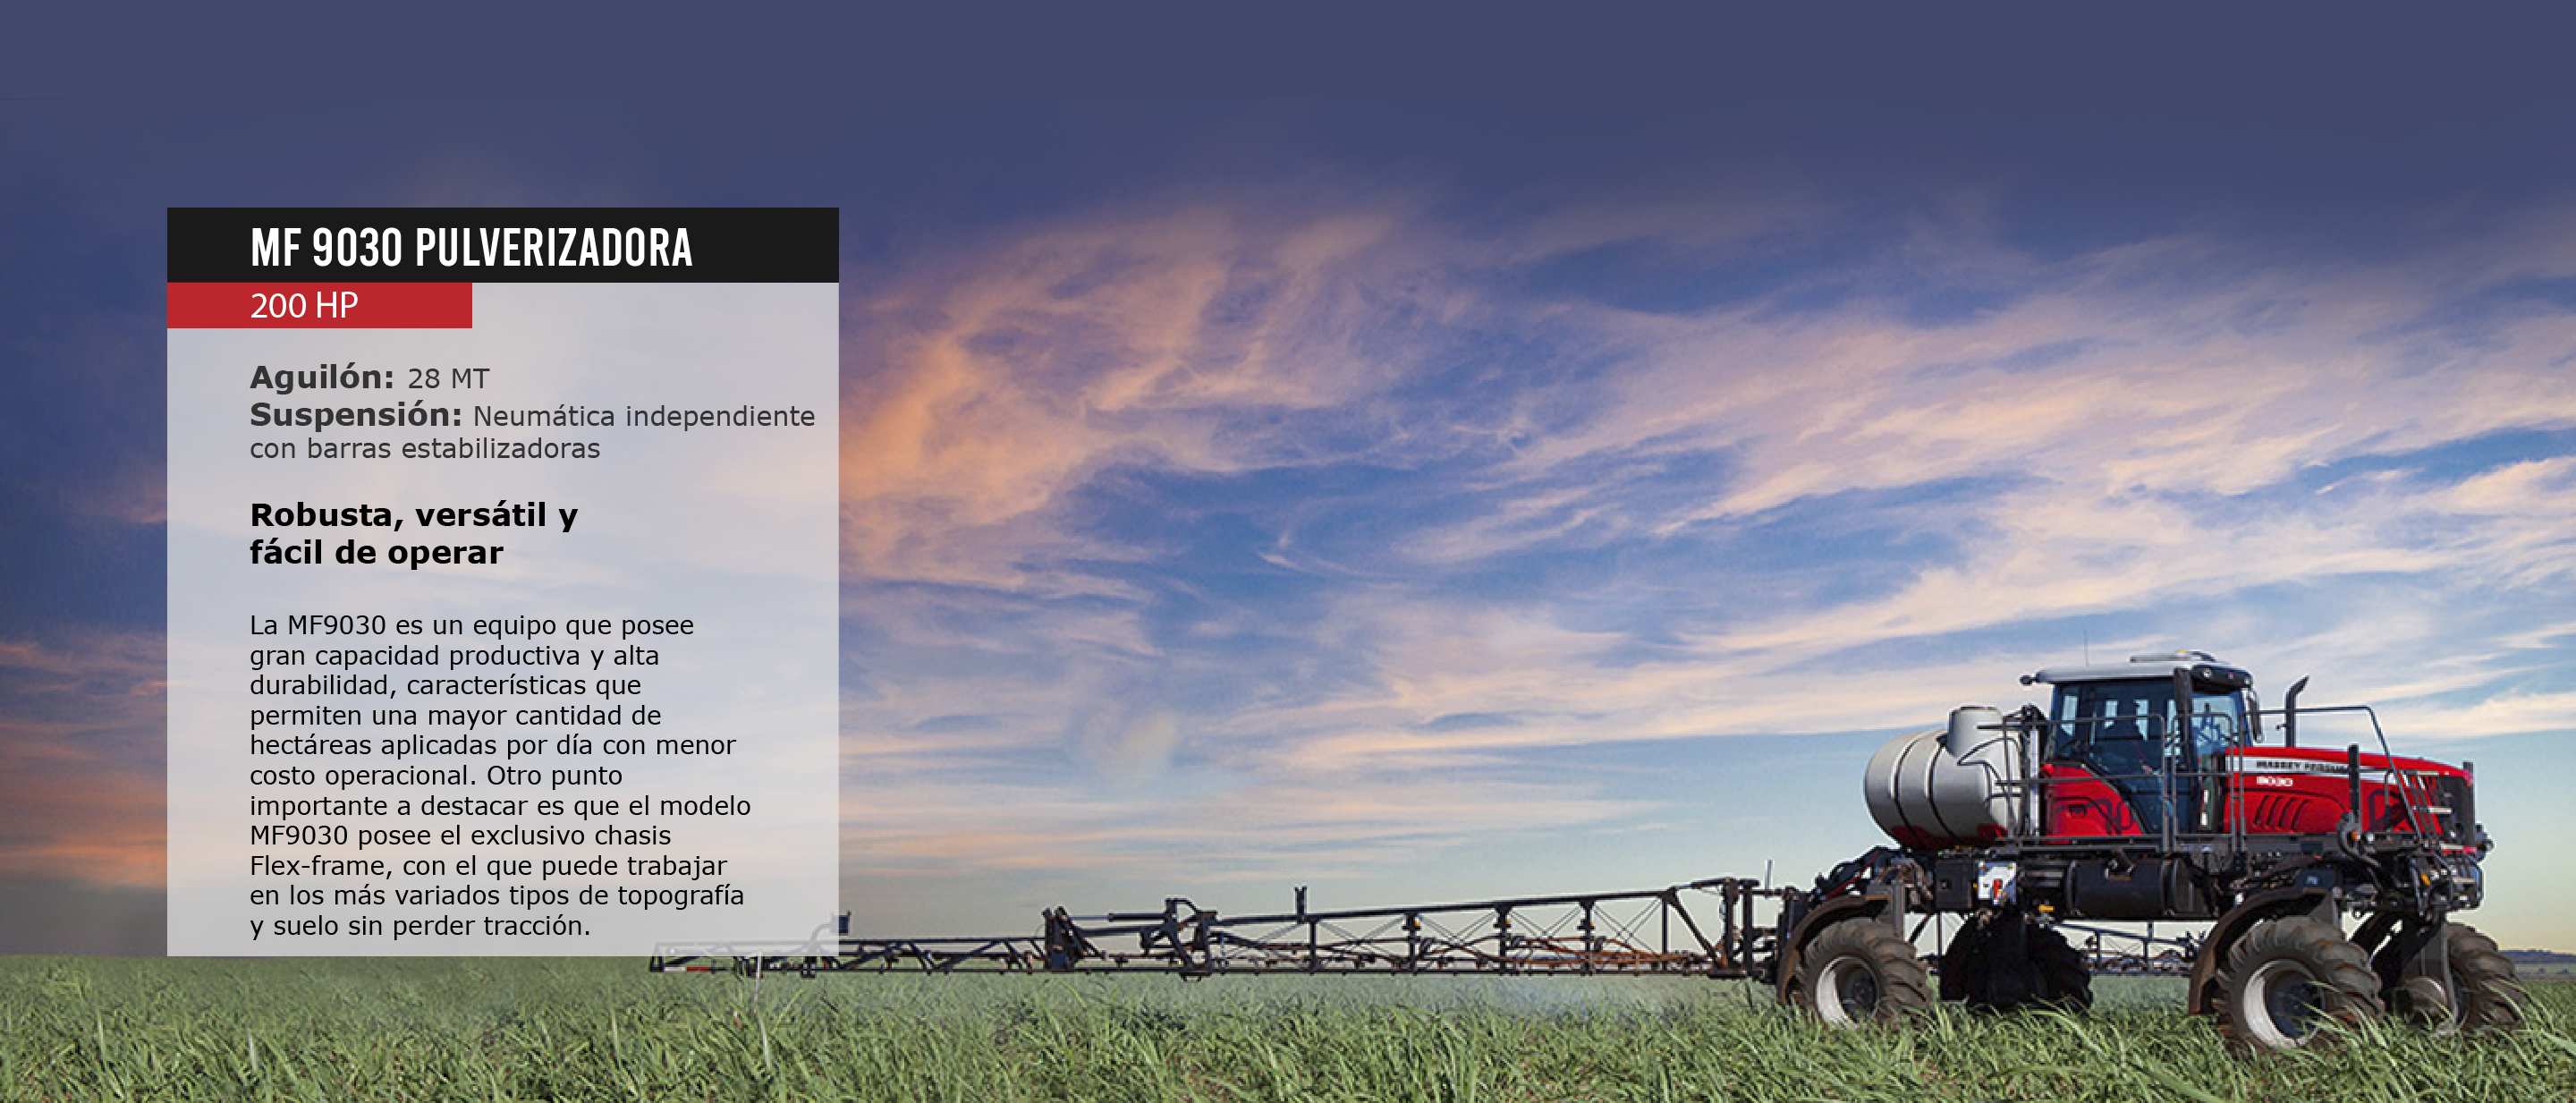 MF 9030 PULVERIZADORA
200 HP
Aguilón: 28 MT
Suspensión: Neumática independiente
con barras estabilizadoras
Robusta, versátil y
fácil de operar
La MF9030 es un equipo que posee
gran capacidad productiva y alta
durabilidad, características que
permiten una mayor cantidad de
hectáreas aplicadas por día con menor
costo operacional. Otro punto
importante a destacar es que el modelo
MF9030 posee el exclusivo chasis
Flex-frame, con el que puede trabajar
en los más variados tipos de topografía
y suelo sin perder tracción.
MASSEY FERGUSON
9030